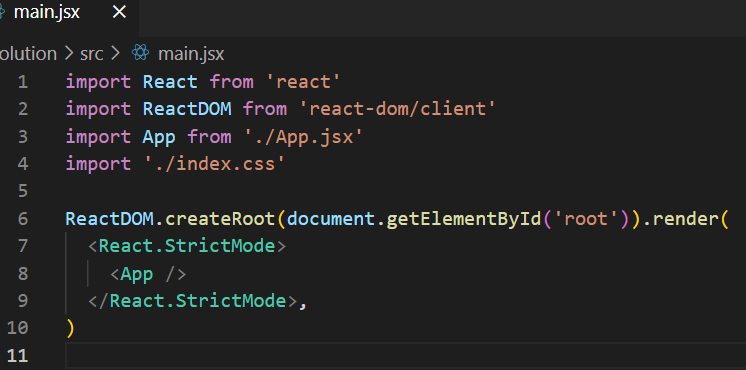 main.jsx ×
olution > src > main.jsx
1 import React from 'react'
2 import ReactDOM from 'react-dom/client'
3 import App from './App.jsx'
4 import './index.css'
5
6 ReactDOM.createRoot(document.getElementById('root')).render(
7   <React.StrictMode>
8     <App />
9   </React.StrictMode>,
10 )
11